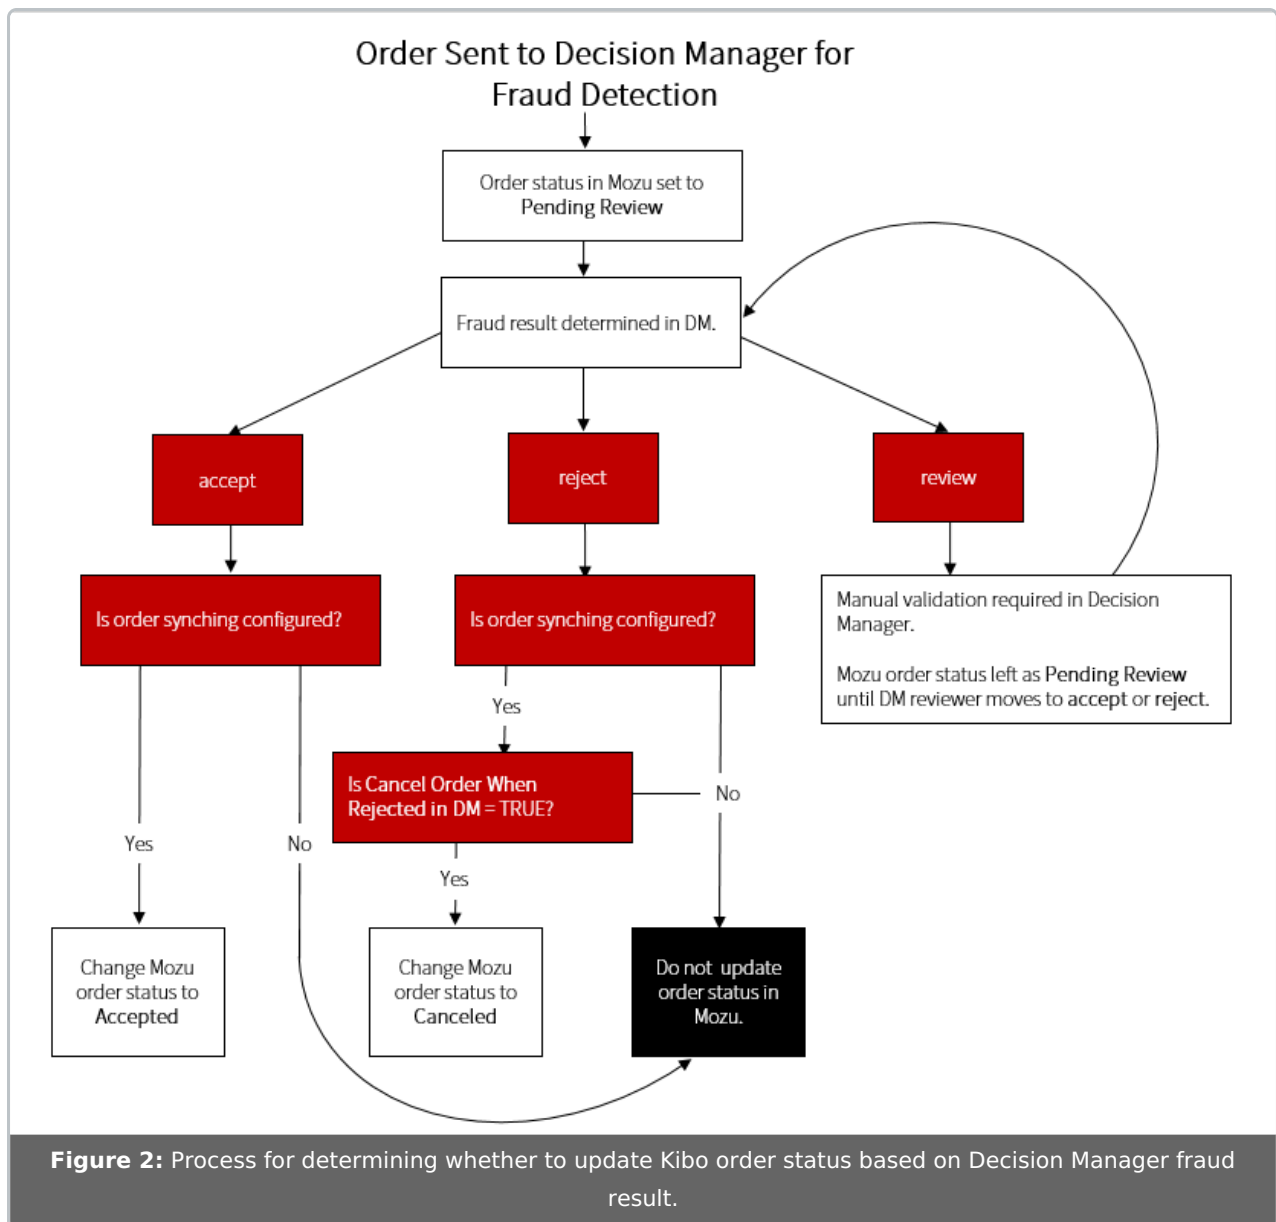 Order Sent to Decision Manager for
Fraud Detection
Order status in Mozu set to
Pending Review
Fraud result determined in DM.
accept
reject
review
Is order synching configured?
Is order synching configured?
Manual validation required in Decision
Manager.
Mozu order status left as Pending Review
until DM reviewer moves to accept or reject.
Yes
Is Cancel Order When
Rejected in DM = TRUE?
No
Yes
No
Yes
Change Mozu
order status to
Accepted
Change Mozu
order status to
Canceled
Do not update
order status in
Mozu.
Figure 2: Process for determining whether to update Kibo order status based on Decision Manager fraud
result.